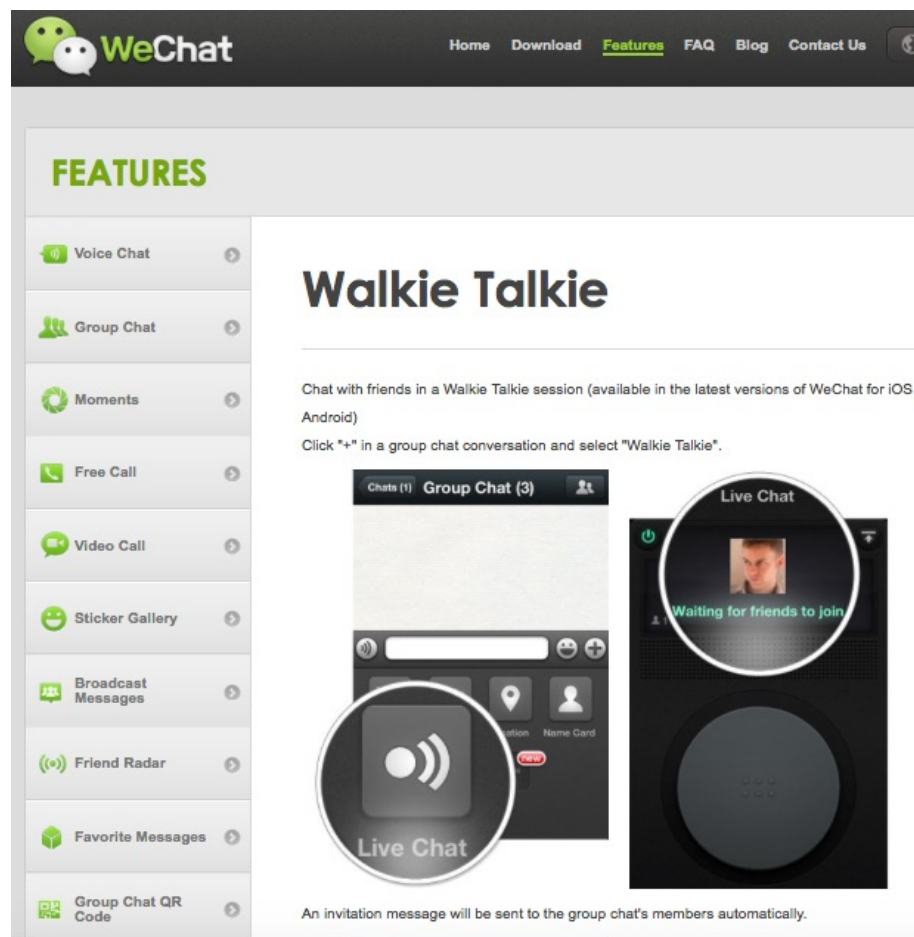 WeChat
Home Download Features FAQ Blog Contact Us
FEATURES
Voice Chat
Group Chat
Moments
Free Call
Video Call
Sticker Gallery
Broadcast
Messages
Friend Radar
Favorite Messages
Group Chat QR
Code
Walkie Talkie
Chat with friends in a Walkie Talkie session (available in the latest versions of WeChat for iOS
Android)
Click "+" in a group chat conversation and select "Walkie Talkie".
Chats (1) Group Chat (3)
Name Card
new
Live Chat
Live Chat
Waiting for friends to join
1
An invitation message will be sent to the group chat's members automatically.